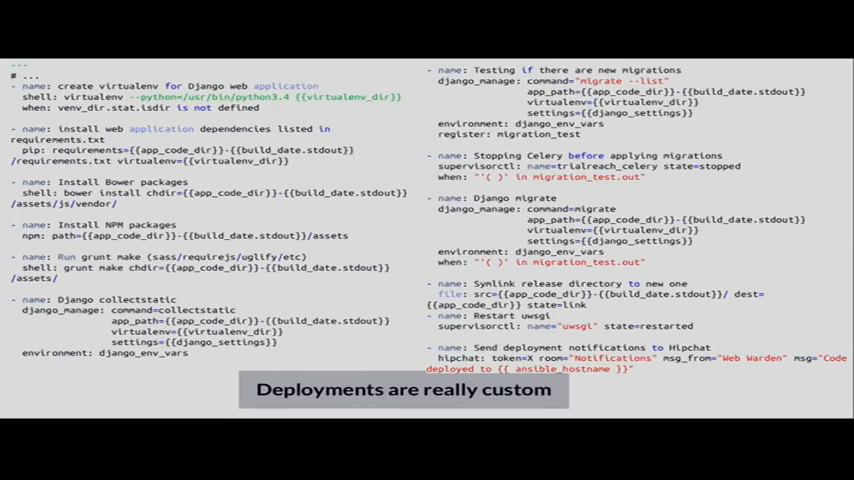 ---
# ...
- name: create virtualenv for Django web application
shell: virtualenv --python=/usr/bin/python3.4 {{virtualenv_dir}}
when: venv_dir.stat.isdir is not defined
- name: install web application dependencies listed in
requirements.txt
pip: requirements={{app_code_dir}}-{{build_date.stdout}}
/requirements.txt virtualenv={{virtualenv_dir}}
- name: Install Bower packages
shell: bower install chdir={{app_code_dir}}-{{build_date.stdout}}
/assets/js/vendor/
- name: Install NPM packages
npm: path={{app_code_dir}}-{{build_date.stdout}}/assets
- name: Run grunt make (sass/requirejs/uglify/etc)
shell: grunt make chdir={{app_code_dir}}-{{build_date.stdout}}
/assets/
- name: Django collectstatic
django_manage: command=collectstatic
app_path={{app_code_dir}}-{{build_date.stdout}}
virtualenv={{virtualenv_dir}}
settings={{django_settings}}
environment: django_env_vars
- name: Testing if there are new migrations
django_manage: command="migrate --list"
app_path={{app_code_dir}}-{{build_date.stdout}}
virtualenv={{virtualenv_dir}}
settings={{django_settings}}
environment: django_env_vars
register: migration_test
- name: Stopping Celery before applying migrations
supervisorctl: name=trialreach_celery state=stopped
when: "'( )' in migration_test.out"
- name: Django migrate
django_manage: command=migrate
app_path={{app_code_dir}}-{{build_date.stdout}}
virtualenv={{virtualenv_dir}}
settings={{django_settings}}
environment: django_env_vars
when: "'( )' in migration_test.out"
- name: Symlink release directory to new one
file: src={{app_code_dir}}-{{build_date.stdout}}/ dest=
{{app_code_dir}} state=link
- name: Restart uwsgi
supervisorctl: name="uwsgi" state=restarted
- name: Send deployment notifications to Hipchat
hipchat: token=X room="Notifications" msg_from="Web Warden" msg="Code
deployed to {{ ansible_hostname }}"
Deployments are really custom